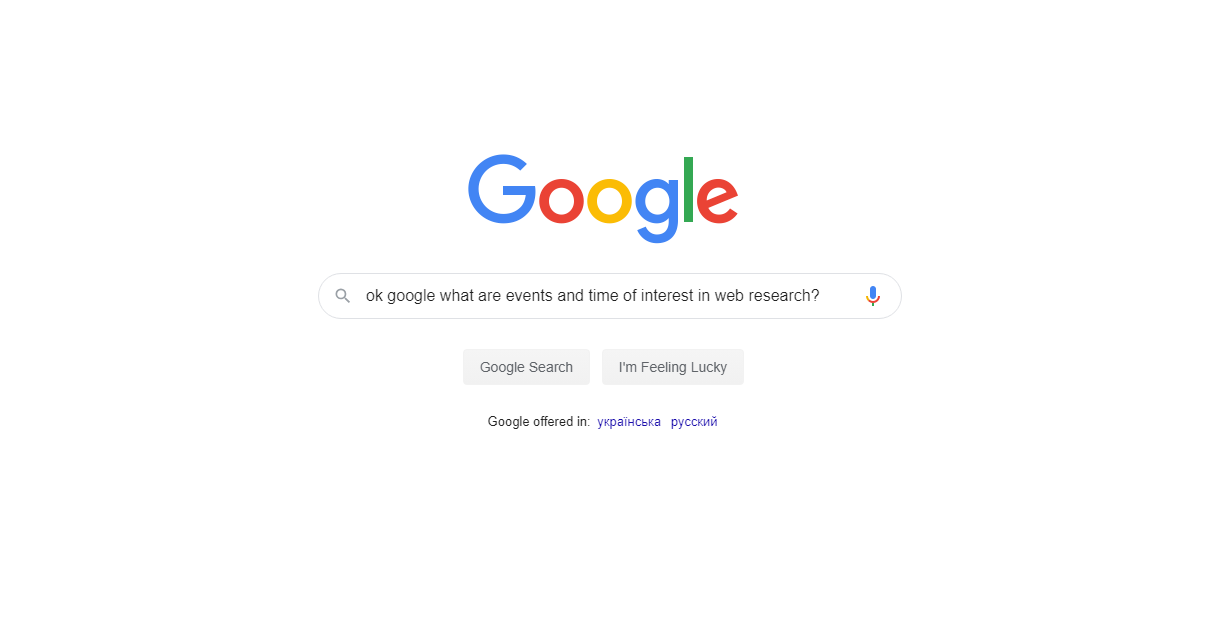 Google
ok google what are events and time of interest in web research?
Google Search I'm Feeling Lucky
Google offered in: українська русский